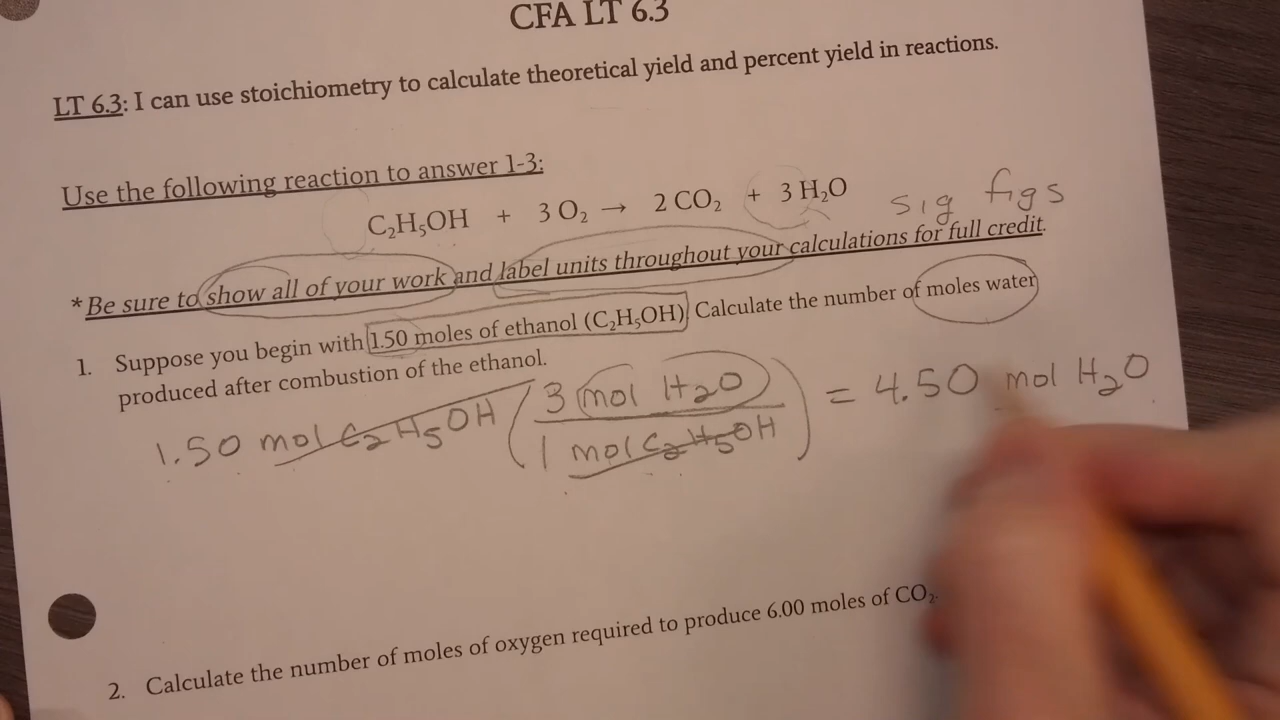 CFA LT 6.3
LT 6.3: I can use stoichiometry to calculate theoretical yield and percent yield in reactions.
Use the following reaction to answer 1-3:
C₂H₅OH + 3 O₂ → 2 CO₂ + 3 H₂O
sig figs
*Be sure to show all of your work and label units throughout your calculations for full credit.
1. Suppose you begin with 1.50 moles of ethanol (C₂H₅OH) Calculate the number of moles water
produced after combustion of the ethanol.
1.50 mol C₂H₅OH (3 mol H₂O / 1 mol C₂H₅OH) = 4.50 mol H₂O
2. Calculate the number of moles of oxygen required to produce 6.00 moles of CO₂.